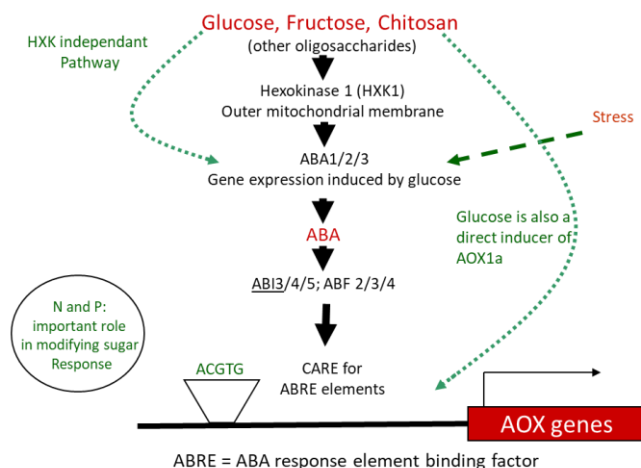 Glucose, Fructose, Chitosan
(other oligosaccharides)
HXK independant
Pathway
Hexokinase 1 (HXK1)
Outer mitochondrial membrane
Stress
ABA1/2/3
Gene expression induced by glucose
ABA
Glucose is also a
direct inducer of
AOX1a
ABI3/4/5; ABF 2/3/4
N and P:
important role
in modifying sugar
Response
ACGTG
CARE for
ABRE elements
AOX genes
ABRE = ABA response element binding factor